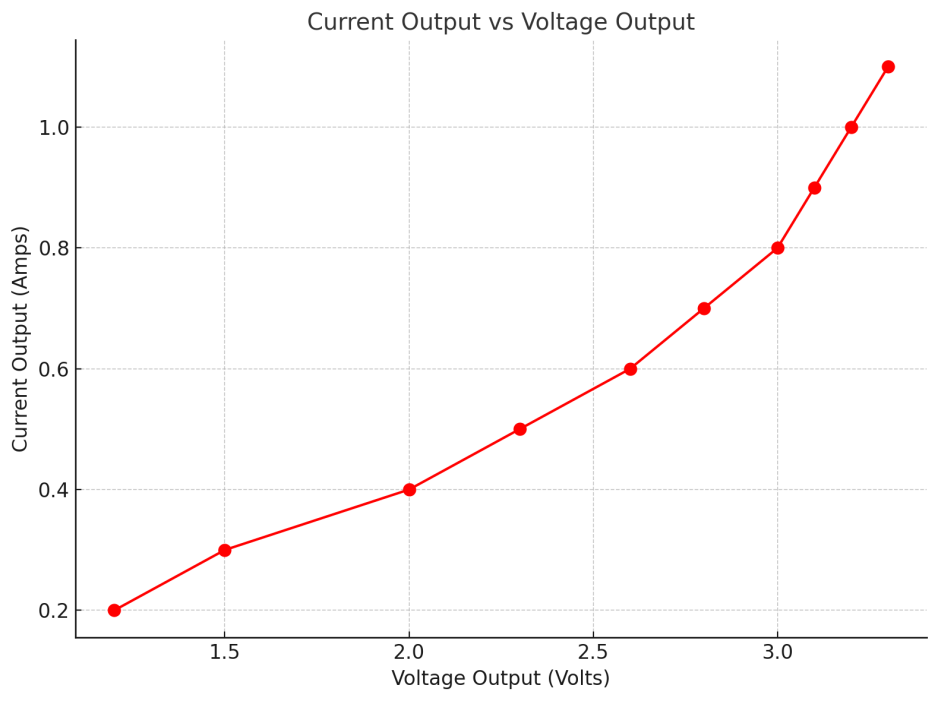 Current Output vs Voltage Output
Current Output (Amps)
1.0
0.8
0.6
0.4
0.2
1.5 2.0 2.5 3.0
Voltage Output (Volts)